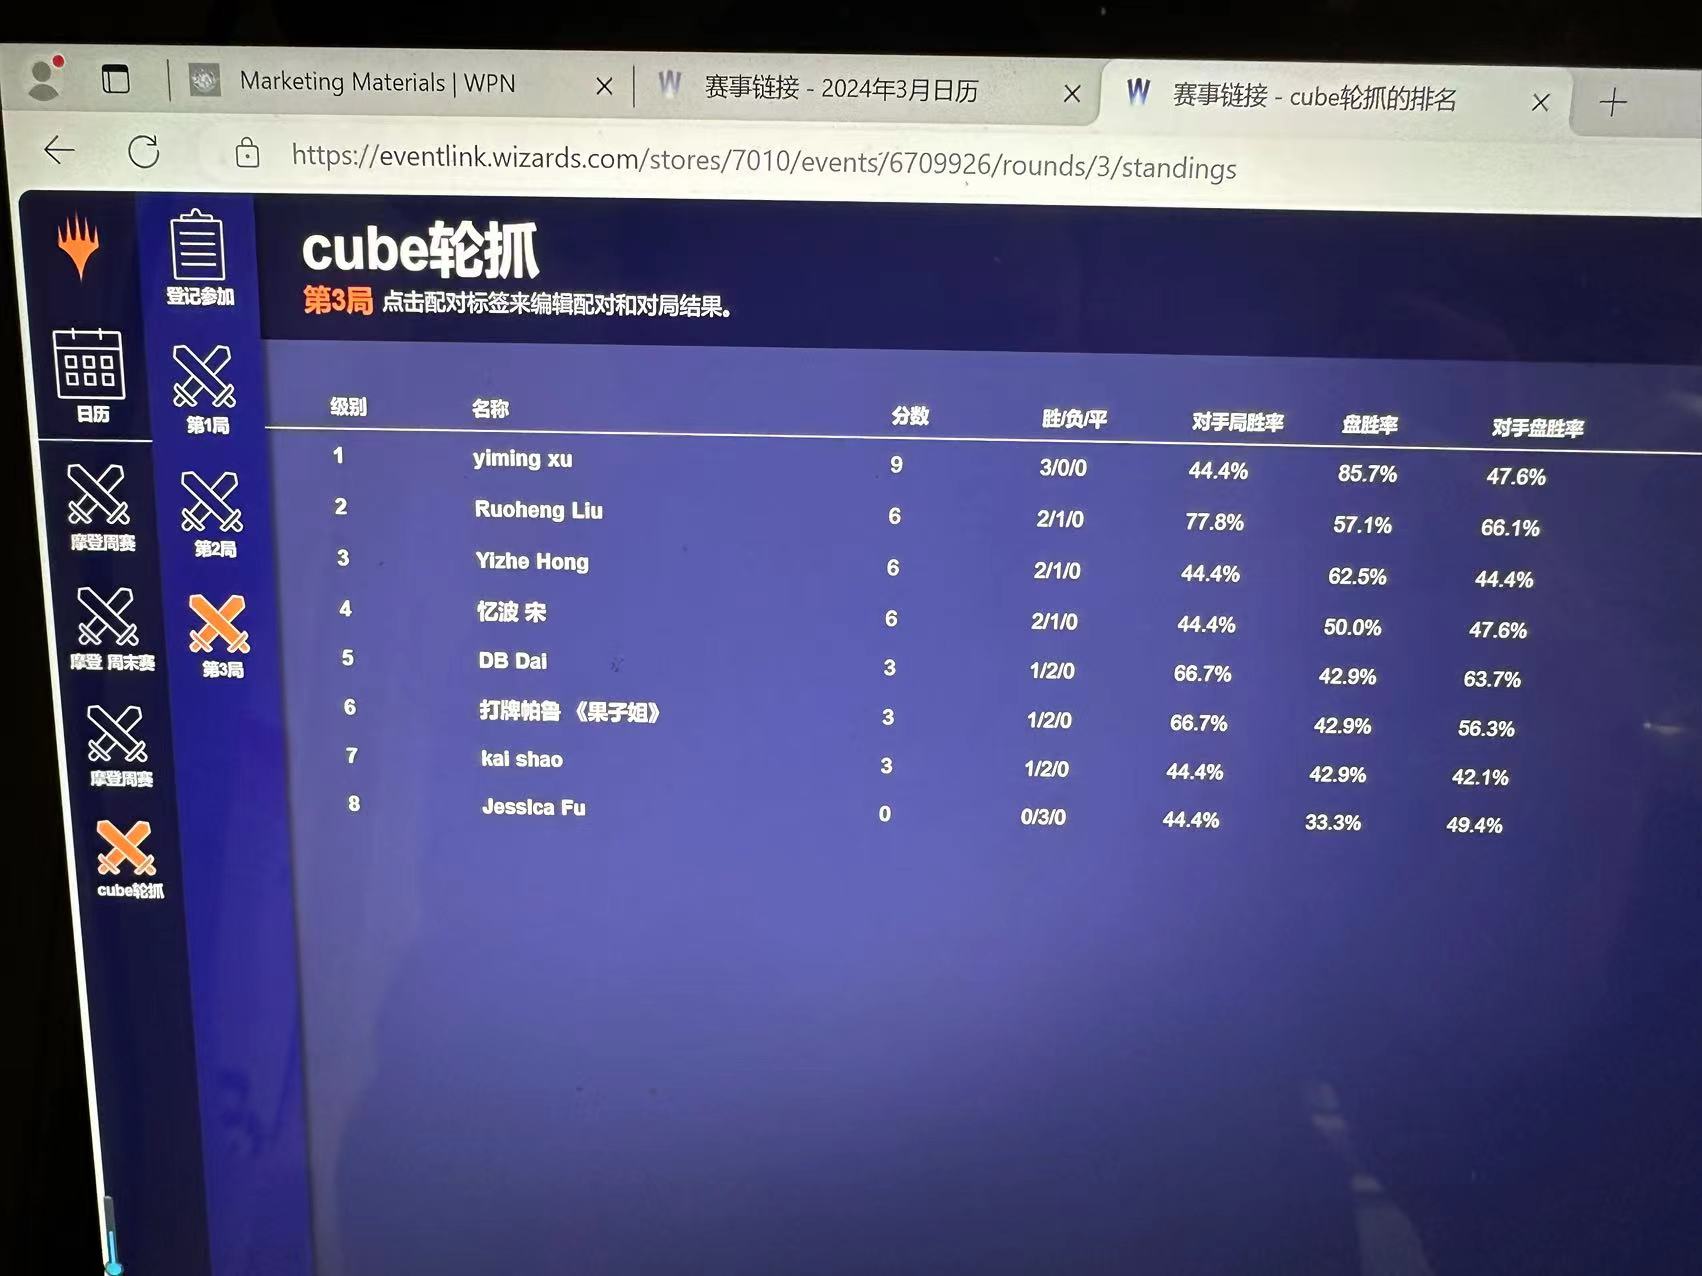 Marketing Materials | WPN
赛事链接 - 2024年3月日历
赛事链接 - cube轮抓的排名
https://eventlink.wizards.com/stores/7010/events/6709926/rounds/3/standings
cube轮抓
第3局 点击配对标签来编辑配对和对局结果。
登记参加
日历
第1局
摩登周赛
第2局
摩登 周末赛
第3局
摩登周赛
cube轮抓
级别 名称 分数 胜/负/平 对手局胜率 盘胜率 对手盘胜率
1 yiming xu 9 3/0/0 44.4% 85.7% 47.6%
2 Ruoheng Liu 6 2/1/0 77.8% 57.1% 66.1%
3 Yizhe Hong 6 2/1/0 44.4% 62.5% 44.4%
4 忆波 宋 6 2/1/0 44.4% 50.0% 47.6%
5 DB Dai 3 1/2/0 66.7% 42.9% 63.7%
6 打牌帕鲁 《果子姐》 3 1/2/0 66.7% 42.9% 56.3%
7 kai shao 3 1/2/0 44.4% 42.9% 42.1%
8 Jessica Fu 0 0/3/0 44.4% 33.3% 49.4%